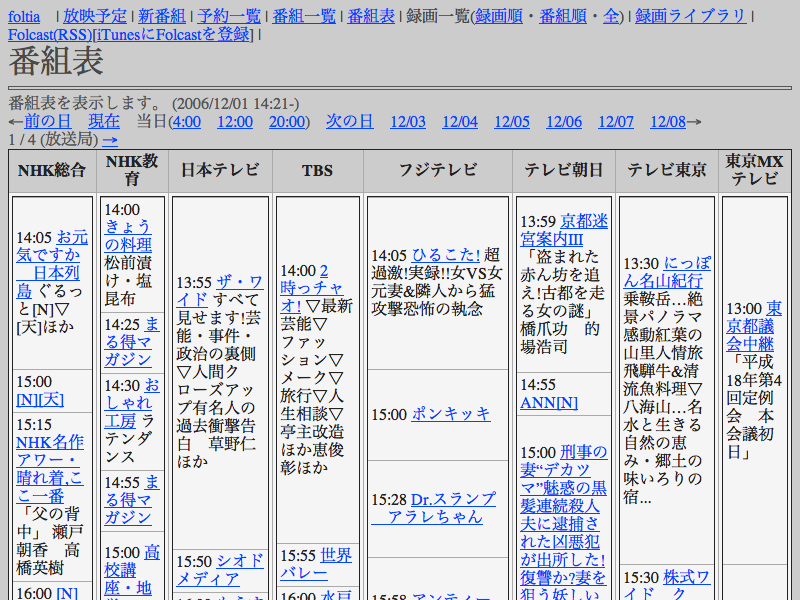 foltia | 放映予定 | 新番組 | 予約一覧 | 番組一覧 | 番組表 | 録画一覧(録画順・番組順・全) | 録画ライブラリ |
Folcast(RSS)[iTunesにFolcastを登録] |
番組表
番組表を表示します。 (2006/12/01 14:21-)
←前の日 現在 当日(4:00 12:00 20:00) 次の日 12/03 12/04 12/05 12/06 12/07 12/08→
1 / 4 (放送局) →
NHK総合
NHK教
育
日本テレビ
TBS
フジテレビ
テレビ朝日
テレビ東京
東京MX
テレビ
14:05 お元
気ですか
日本列
島 ぐるっ
と[N]▽
[天]ほか
15:00
[N][天]
15:15
NHK名作
アワー・
晴れ着,こ
こ一番
「父の背
中」 瀬戸
朝香 高
橋英樹
16:00 [N]
14:00
きょう
の料理
松前漬
け・塩
昆布
14:25 ま
る得マ
ガジン
14:30 お
しゃれ
工房 ラ
テンダ
ンス
14:55 ま
る得マ
ガジン
15:00 高
校講
座・地
13:55 ザ・ワ
イド すべて
見せます!芸
能・事件・
政治の裏側
▽人間ク
ローズアッ
プ有名人の
過去衝撃告
白 草野仁
ほか
15:50 シオド
メディア
14:00 2
時っチャ
オ! ▽最新
芸能▽
ファッ
ション▽
メーク▽
旅行▽人
生相談▽
亭主改造
ほか恵俊
彰ほか
15:55 世界
バレー
16:00 水戸
14:05 ひるこた! 超
過激!実録!!女VS女
元妻&隣人から猛
攻撃恐怖の執念
15:00 ポンキッキ
15:28 Dr.スランプ
アラレちゃん
15:58 アンティー
13:59 京都迷
宮案内III
「盗まれた
赤ん坊を追
え!古都を走
る女の謎」
橋爪功 的
場浩司
14:55
ANN[N]
15:00 刑事の
妻“デカツ
マ”魅惑の黒
髪連続殺人
夫に逮捕さ
れた凶悪犯
が出所した!
復讐か?妻を
狙う妖しい
13:30 にっぽ
ん名山紀行
乗鞍岳…絶
景パノラマ
感動紅葉の
山里人情旅
飛騨牛&清
流魚料理▽
八海山…名
水と生きる
自然の恵
み・郷土の
味いろりの
宿...
15:30 株式ワ
イド ク
13:00 東
京都議
会中継
「平成
18年第4
回定例
会 本
会議初
日」